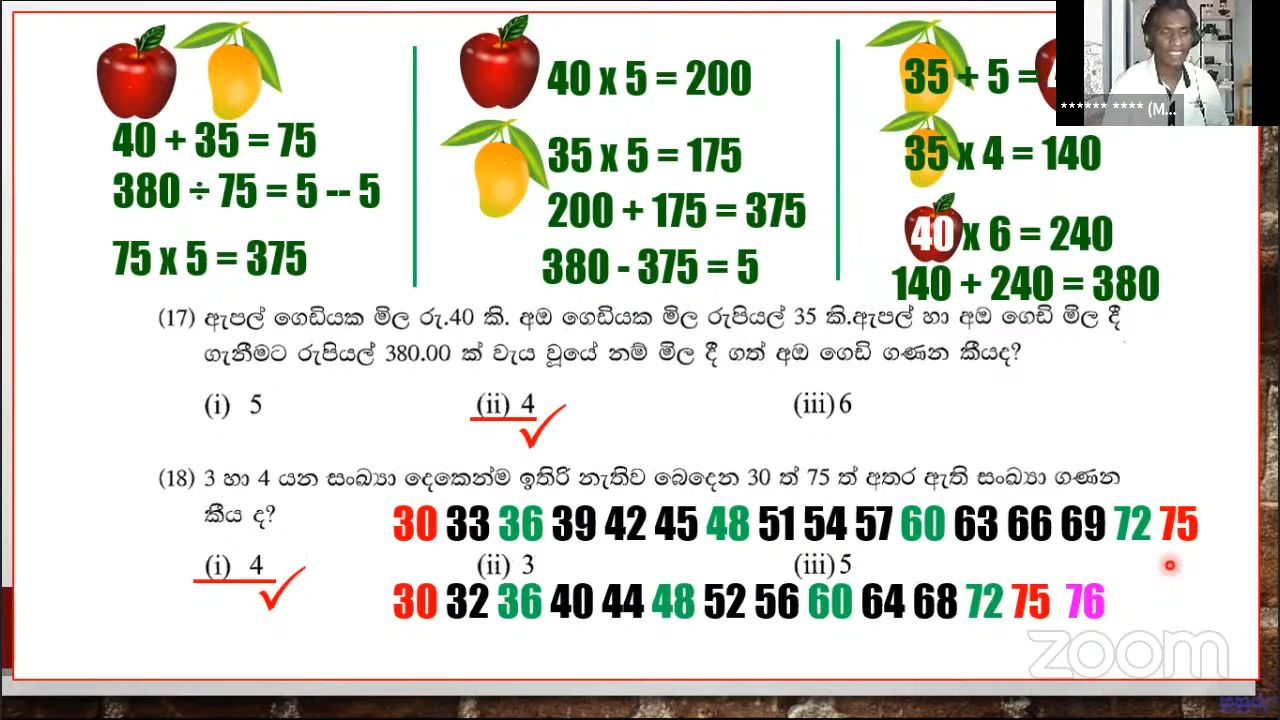 40 + 35 = 75
380 ÷ 75 = 5 -- 5
75 x 5 = 375
40 x 5 = 200
35 x 5 = 175
200 + 175 = 375
380 - 375 = 5
35 + 5 =
35 x 4 = 140
40 x 6 = 240
140 + 240 = 380
****** **** (M...
(17) ඇපල් ගෙඩියක මිල රු.40 කි. අඹ ගෙඩියක මිල රුපියල් 35 කි.ඇපල් හා අඹ ගෙඩි මිල දී
ගැනීමට රුපියල් 380.00 ක් වැය වූයේ නම් මිල දී ගත් අඹ ගෙඩි ගණන කීයද?
(i) 5 (ii) 4 (iii) 6
(18) 3 හා 4 යන සංඛ්‍යා දෙකෙන්ම ඉතිරි නැතිව බෙදෙන 30 ත් 75 ත් අතර ඇති සංඛ්‍යා ගණන
කීය ද?
30 33 36 39 42 45 48 51 54 57 60 63 66 69 72 75
(i) 4 (ii) 3 (iii) 5
30 32 36 40 44 48 52 56 60 64 68 72 75 76
zoom